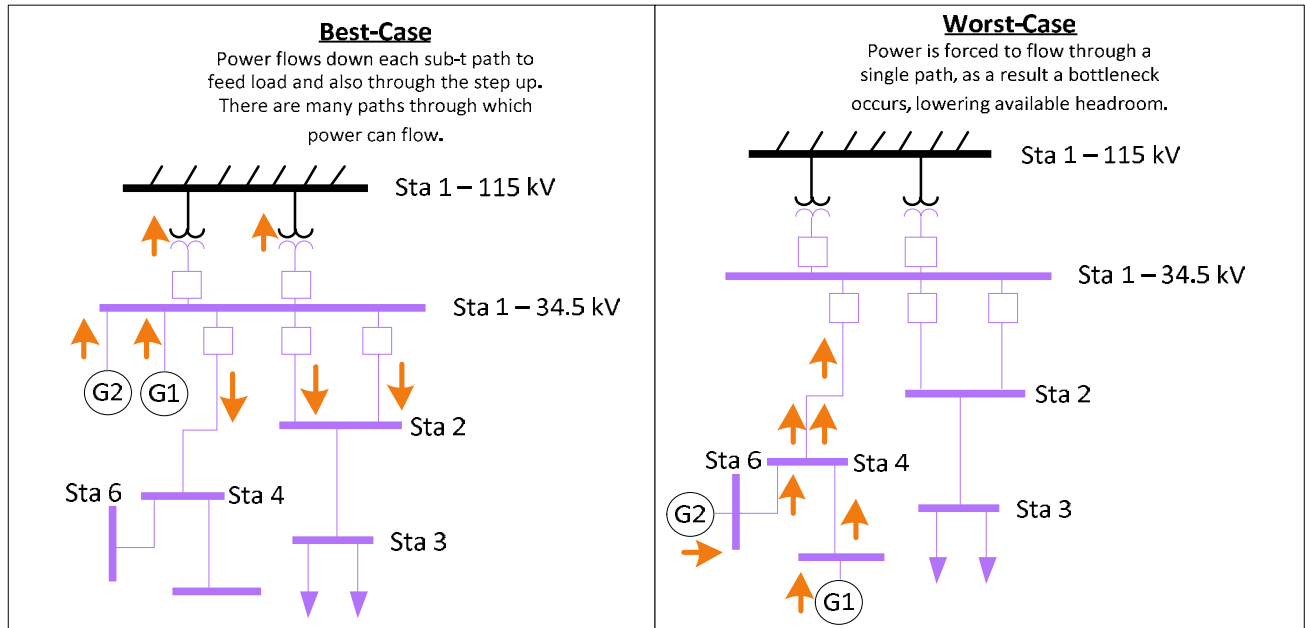 Best-Case
Power flows down each sub-t path to
feed load and also through the step up.
There are many paths through which
power can flow.
Sta 1 – 115 kV
Sta 1 – 34.5 kV
G2
G1
Sta 2
Sta 6
Sta 4
Sta 3
Worst-Case
Power is forced to flow through a
single path, as a result a bottleneck
occurs, lowering available headroom.
Sta 1 – 115 kV
Sta 1 – 34.5 kV
Sta 2
Sta 6
Sta 4
G2
Sta 3
G1